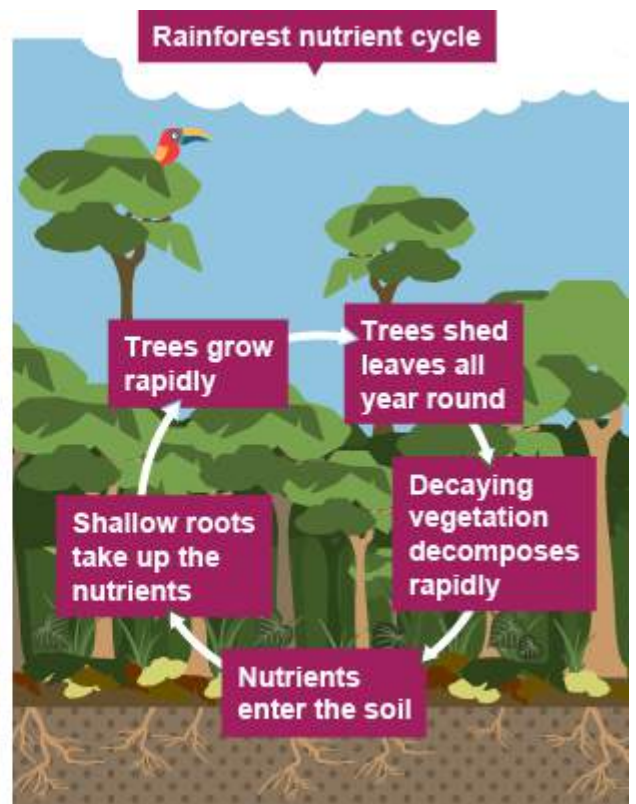 Rainforest nutrient cycle
Trees grow
rapidly
Trees shed
leaves all
year round
Decaying
vegetation
decomposes
rapidly
Nutrients
enter the soil
Shallow roots
take up the
nutrients